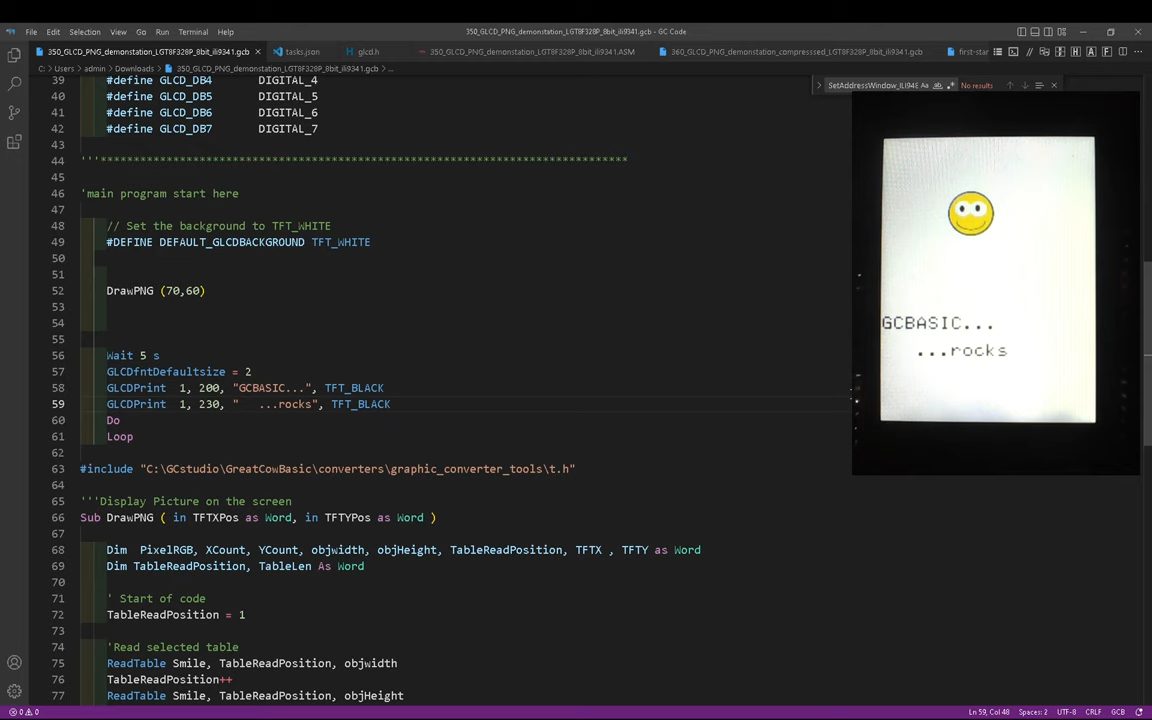 File Edit Selection View Go Run Terminal Help
350_GLCD_PNG_demonstation_LGT8F328P_8bit_ili9341.gcb - GC Code
350_GLCD_PNG_demonstation_LGT8F328P_8bit_ili9341.gcb tasks.json glcd.h 350_GLCD_PNG_demonstation_LGT8F328P_8bit_ili9341.ASM 360_GLCD_PNG_demonstation_compresssed_LGT8F328P.gcb first-star
C: > Users > admin > Downloads > 350_GLCD_PNG_demonstation_LGT8F328P_8bit_ili9341.gcb > ...
SetAddressWindow_ILI94E Aa ab No results
39 #define GLCD_DB4 DIGITAL_4
40 #define GLCD_DB5 DIGITAL_5
41 #define GLCD_DB6 DIGITAL_6
42 #define GLCD_DB7 DIGITAL_7
43
44 '''********************************************************************************
45
46 'main program start here
47
48 // Set the background to TFT_WHITE
49 #DEFINE DEFAULT_GLCDBACKGROUND TFT_WHITE
50
51
52 DrawPNG (70,60)
53
54
55
56 Wait 5 s
57 GLCDfntDefaultsize = 2
58 GLCDPrint 1, 200, "GCBASIC...", TFT_BLACK
59 GLCDPrint 1, 230, "   ...rocks", TFT_BLACK
60 Do
61 Loop
62
63 #include "C:\GCstudio\GreatCowBasic\converters\graphic_converter_tools\t.h"
64
65 '''Display Picture on the screen
66 Sub DrawPNG ( in TFTXPos as Word, in TFTYPos as Word )
67
68 Dim PixelRGB, XCount, YCount, objwidth, objHeight, TableReadPosition, TFTX , TFTY as Word
69 Dim TableReadPosition, TableLen As Word
70
71 ' Start of code
72 TableReadPosition = 1
73
74 'Read selected table
75 ReadTable Smile, TableReadPosition, objwidth
76 TableReadPosition++
77 ReadTable Smile, TableReadPosition, objHeight
GCBASIC...
...rocks
0 0 Ln 59, Col 48 Spaces: 2 UTF-8 CRLF GCB